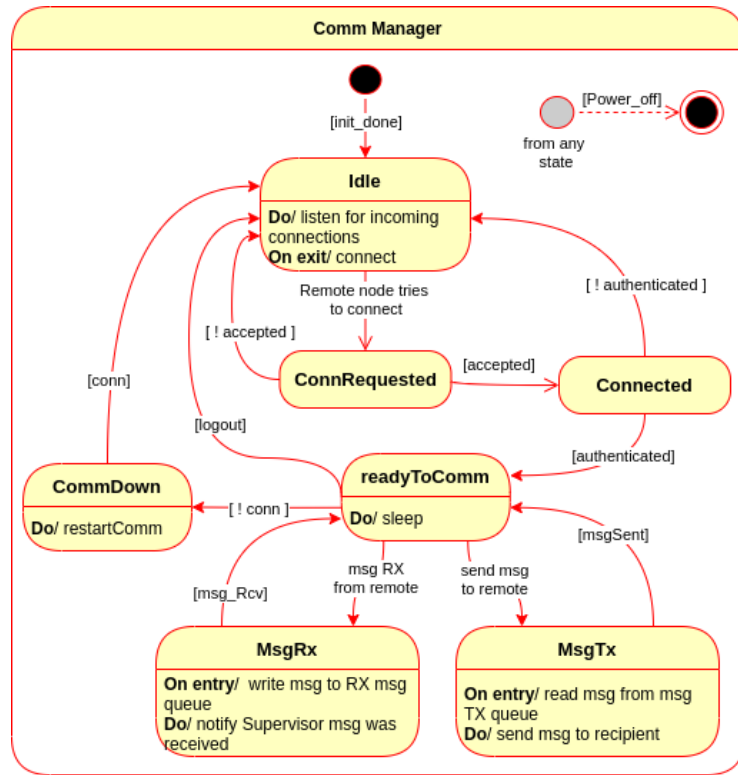 Comm Manager
[init_done]
[Power_off]
from any
state
Idle
Do/ listen for incoming
connections
On exit/ connect
Remote node tries
to connect
[ ! accepted ]
[ ! authenticated ]
ConnRequested
[accepted]
Connected
[conn]
[logout]
[authenticated]
CommDown
Do/ restartComm
[ ! conn ]
readyToComm
Do/ sleep
[msg_Rcv]
msg RX
from remote
send msg
to remote
[msgSent]
MsgRx
On entry/ write msg to RX msg
queue
Do/ notify Supervisor msg was
received
MsgTx
On entry/ read msg from msg
TX queue
Do/ send msg to recipient